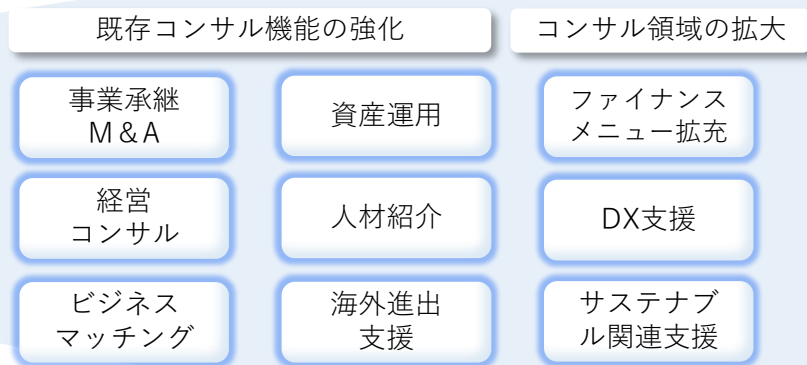 既存コンサル機能の強化
コンサル領域の拡大
事業承継
M&A
資産運用
ファイナンス
メニュー拡充
経営
コンサル
人材紹介
DX支援
ビジネス
マッチング
海外進出
支援
サステナブ
ル関連支援